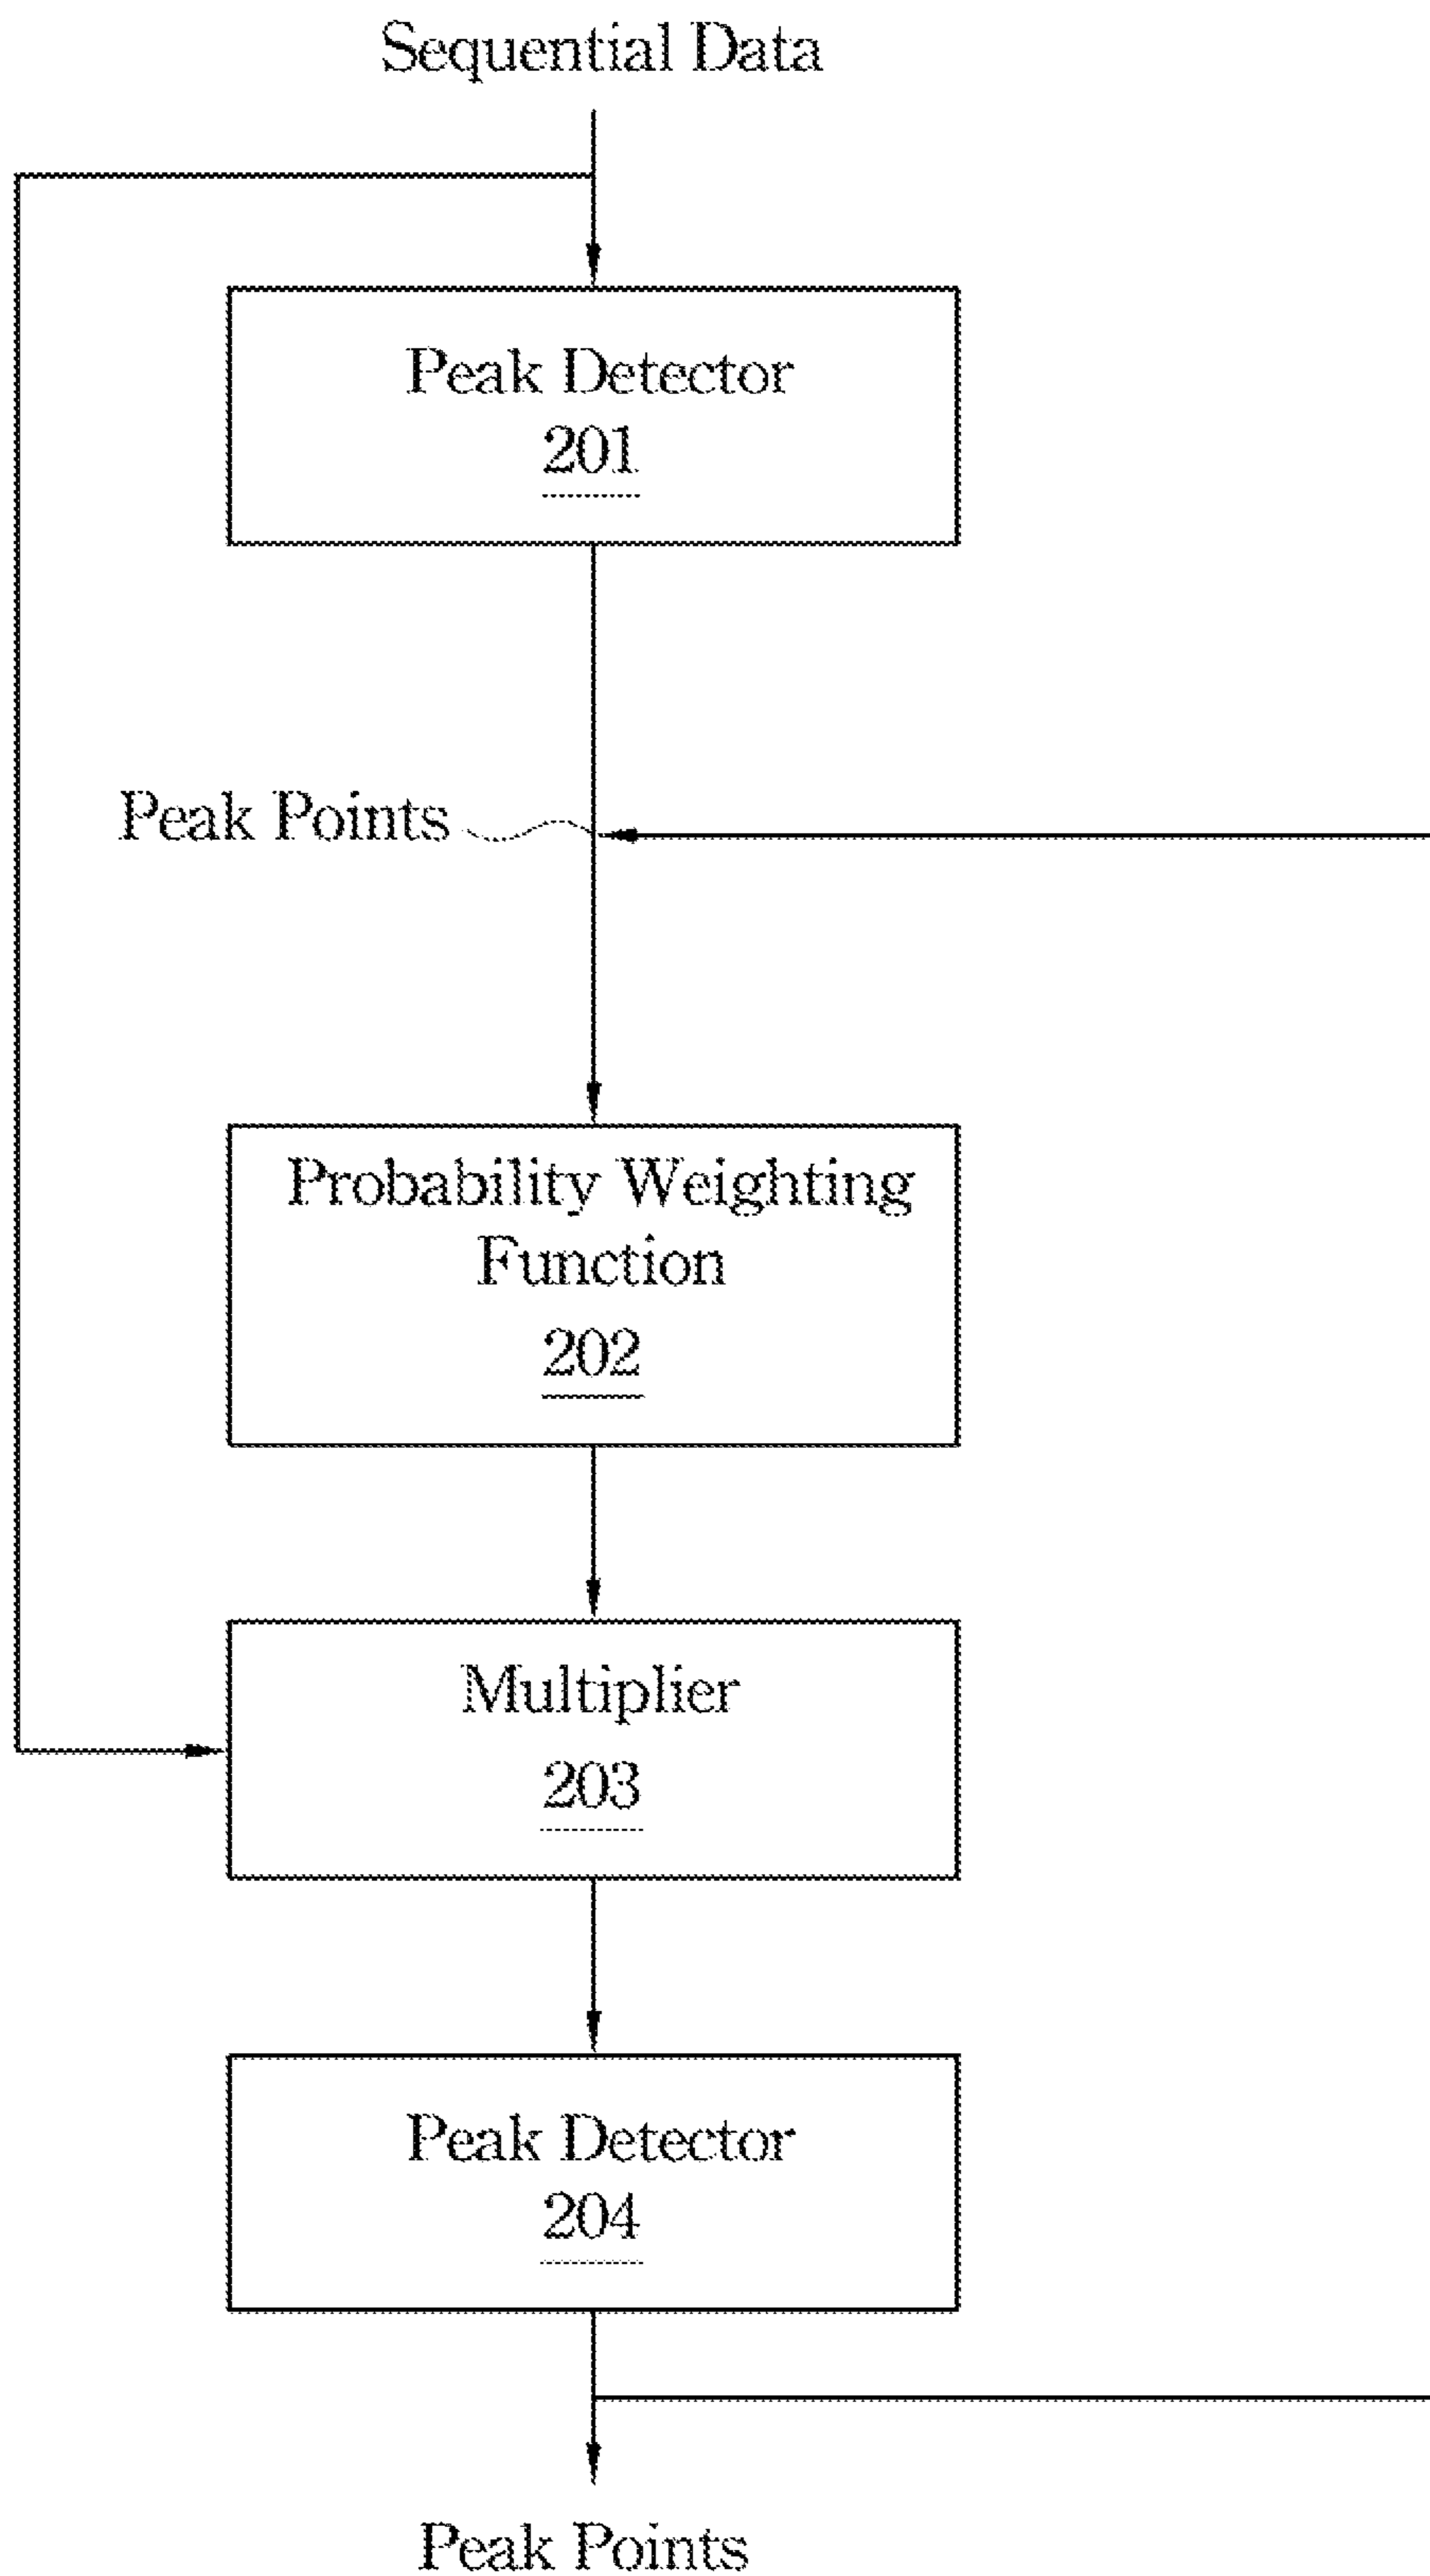 Sequential Data
Peak Detector
201
Peak Points
Probability Weighting
Function
202
Multiplier
203
Peak Detector
204
Peak Points